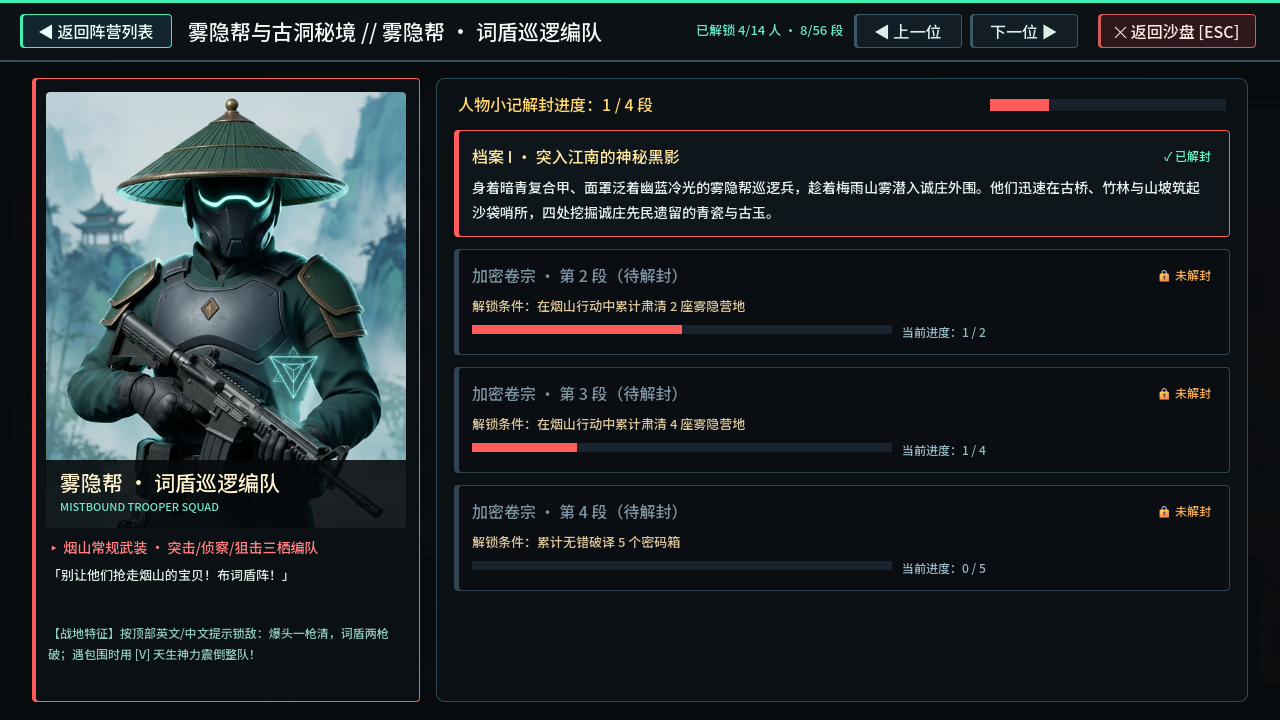 ◀ 返回阵营列表
雾隐帮与古洞秘境 // 雾隐帮 · 词盾巡逻编队
已解锁 4/14 人 · 8/56 段
◀ 上一位
下一位 ▶
✕ 返回沙盘 [ESC]
雾隐帮 · 词盾巡逻编队
MISTBOUND TROOPER SQUAD
▸ 烟山常规武装 · 突击/侦察/狙击三栖编队
「别让他们抢走烟山的宝贝！布词盾阵！」
【战地特征】按顶部英文/中文提示锁敌：爆头一枪清，词盾两枪
破；遇包围时用 [V] 天生神力震倒整队！
人物小记解封进度：1 / 4 段
档案 I · 突入江南的神秘黑影
✓ 已解封
身着暗青复合甲、面罩泛着幽蓝冷光的雾隐帮巡逻兵，趁着梅雨山雾潜入诚庄外围。他们迅速在古桥、竹林与山坡筑起
沙袋哨所，四处挖掘诚庄先民遗留的青瓷与古玉。
加密卷宗 · 第 2 段（待解封）
🔒 未解封
解锁条件：在烟山行动中累计肃清 2 座雾隐营地
当前进度：1 / 2
加密卷宗 · 第 3 段（待解封）
🔒 未解封
解锁条件：在烟山行动中累计肃清 4 座雾隐营地
当前进度：1 / 4
加密卷宗 · 第 4 段（待解封）
🔒 未解封
解锁条件：累计无错破译 5 个密码箱
当前进度：0 / 5